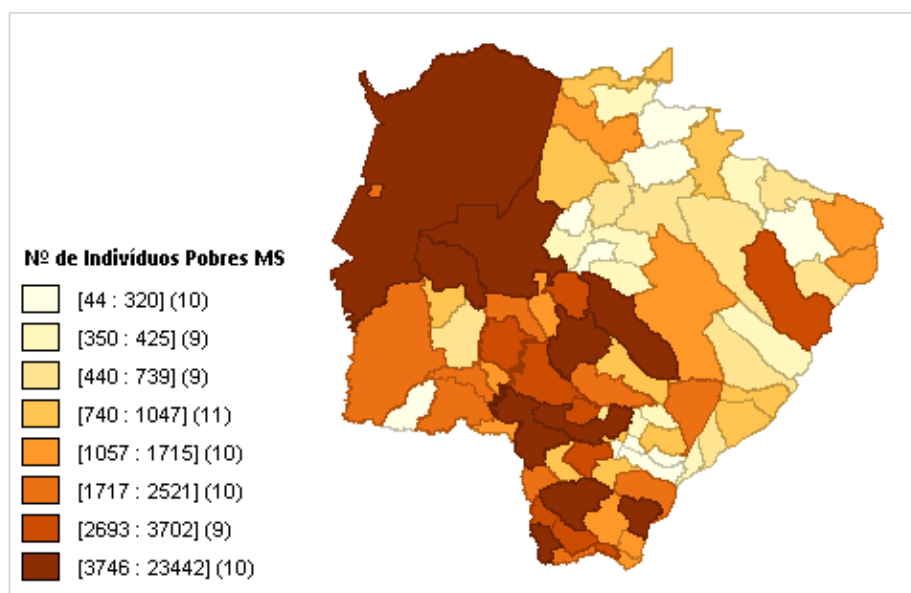 Nº de Indivíduos Pobres MS
[44 : 320] (10)
[350 : 425] (9)
[440 : 739] (9)
[740 : 1047] (11)
[1057 : 1715] (10)
[1717 : 2521] (10)
[2693 : 3702] (9)
[3746 : 23442] (10)